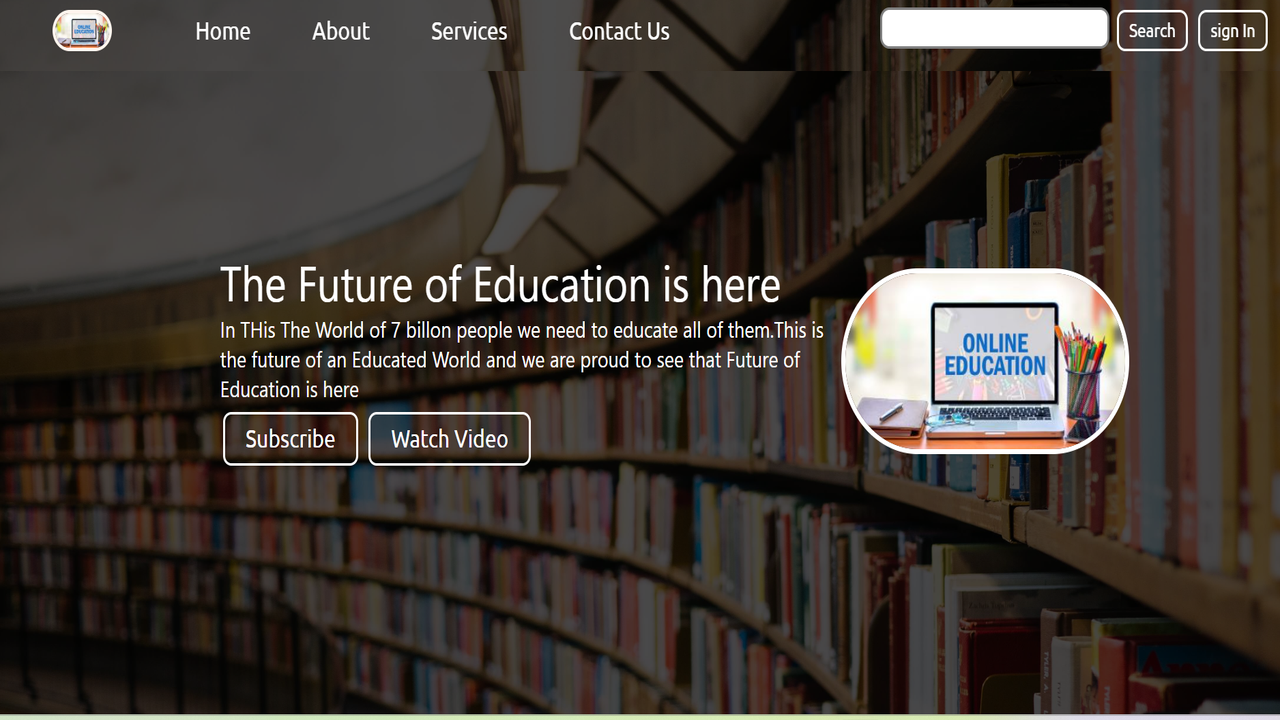 ONLINE
EDUCATION
Home
About
Services
Contact Us
Search
sign In
The Future of Education is here
In THis The World of 7 billon people we need to educate all of them.This is
the future of an Educated World and we are proud to see that Future of
Education is here
Subscribe
Watch Video
ONLINE
EDUCATION